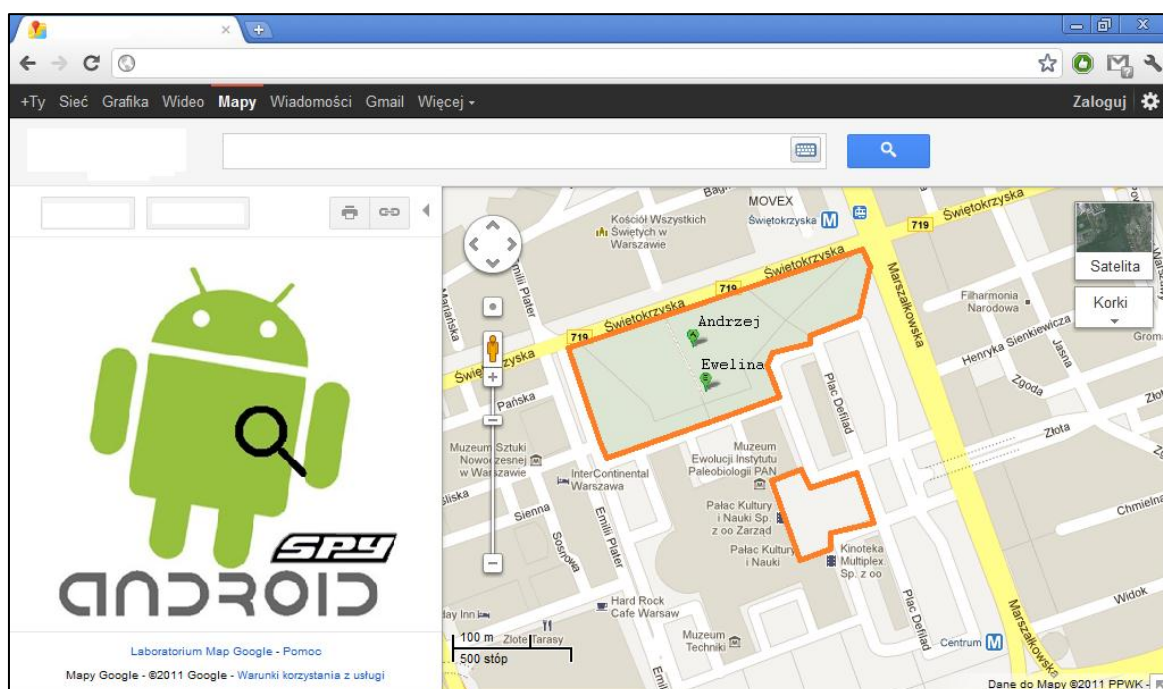 +Ty Sieć Grafika Wideo Mapy Wiadomości Gmail Więcej
Zaloguj
SPY
ANDROID
Laboratorium Map Google - Pomoc
Mapy Google - ©2011 Google - Warunki korzystania z usługi
MOVEX
Kościół Wszystkich
Świętych w
Warszawie
Świętokrzyska M
Świętokrzyska
719
Satelita
Korki
Świętokrzyska
719
Świętokrzyska
719
Andrzej
Ewelina
Mariańska
Emilii Plater
Marszałkowska
Filharmonia
Narodowa
Henryka Sienkiewicza
Jasna
Zgoda
Złota
Pańska
Plac Defilad
Muzeum Sztuki
Nowoczesnej
w Warszawie
InterContinental
Warszawa
Muzeum
Ewolucji Instytutu
Paleobiologii PAN
Sienna
Sosnowa
Emilii Plater
Pałac Kultury
i Nauki Sp.
z oo Zarząd
Pałac Kultury
i Nauki
Kinoteka
Multiplex.
Sp. z oo
Chmielna
Widok
Hard Rock
Cafe Warsaw
Plac Defilad
Marszałkowska
Centrum M
Muzeum
Techniki
Złote Tarasy
100 m
500 stóp
Dane do Mapy ©2011 PPWK -